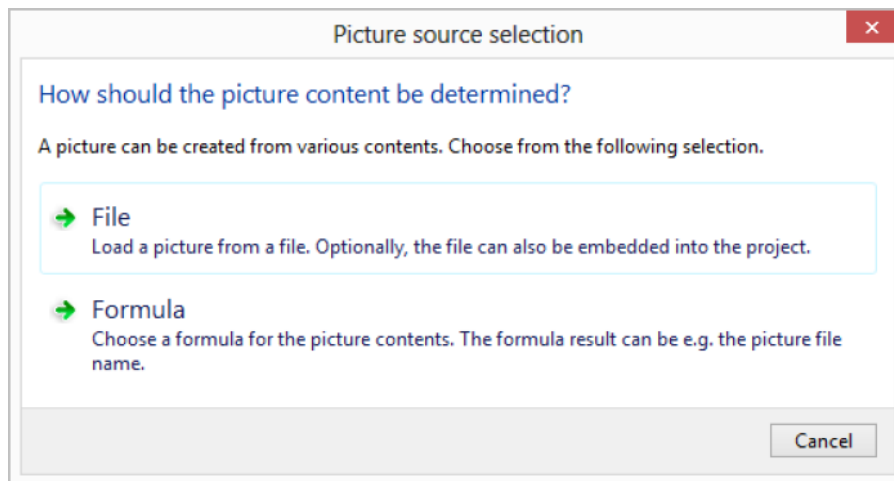 Picture source selection
How should the picture content be determined?
A picture can be created from various contents. Choose from the following selection.
File
Load a picture from a file. Optionally, the file can also be embedded into the project.
Formula
Choose a formula for the picture contents. The formula result can be e.g. the picture file
name.
Cancel